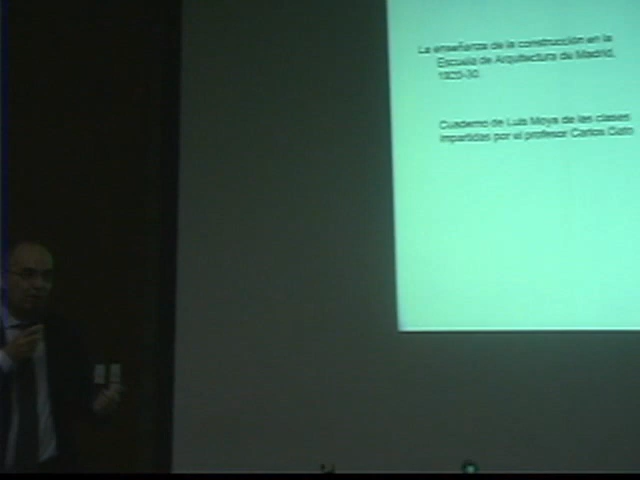 La enseñanza de la construcción en la
Escuela de Arquitectura de Madrid,
1920-30.
Cuaderno de Luis Moya de las clases
impartidas por el profesor Carlos Gato